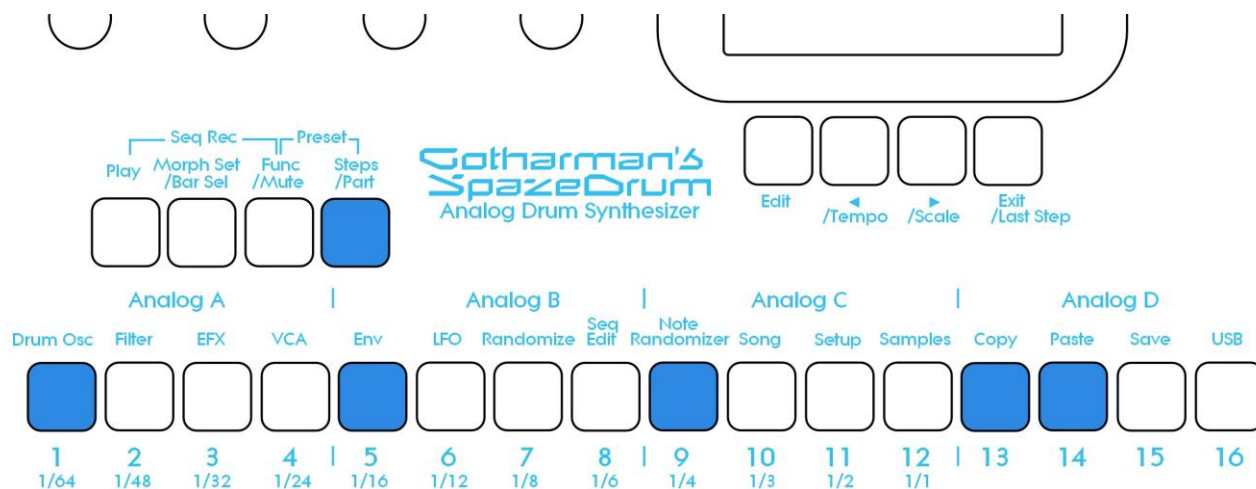 Seq Rec Preset
Play Morph Set Func Steps
/Bar Sel /Mute /Part
Gotharman's
SpazeDrum
Analog Drum Synthesizer
Edit ◄ ► Exit
/Tempo /Scale /Last Step
Analog A | Analog B | Analog C | Analog D
Seq Note
Drum Osc Filter EFX VCA Env LFO Randomize Edit Randomizer Song Setup Samples Copy Paste Save USB
1 2 3 4 | 5 6 7 8 | 9 10 11 12 | 13 14 15 16
1/64 1/48 1/32 1/24 1/16 1/12 1/8 1/6 1/4 1/3 1/2 1/1